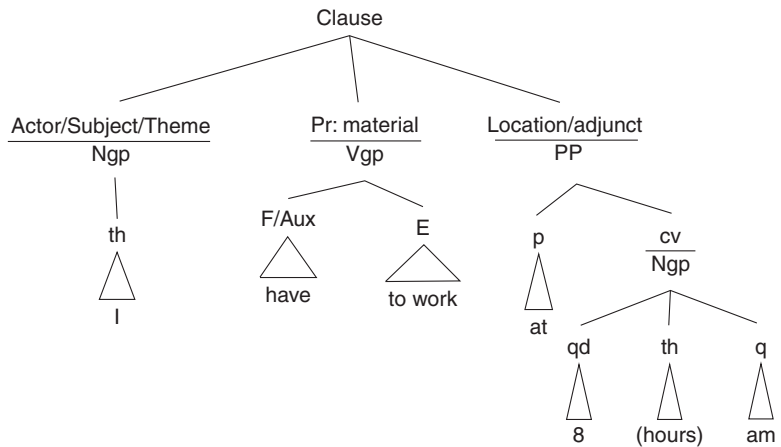 Clause
Actor/Subject/Theme Pr: material Location/adjunct
Ngp Vgp PP
th F/Aux E p cv
Ngp
I have to work at
qd th q
8 (hours) am